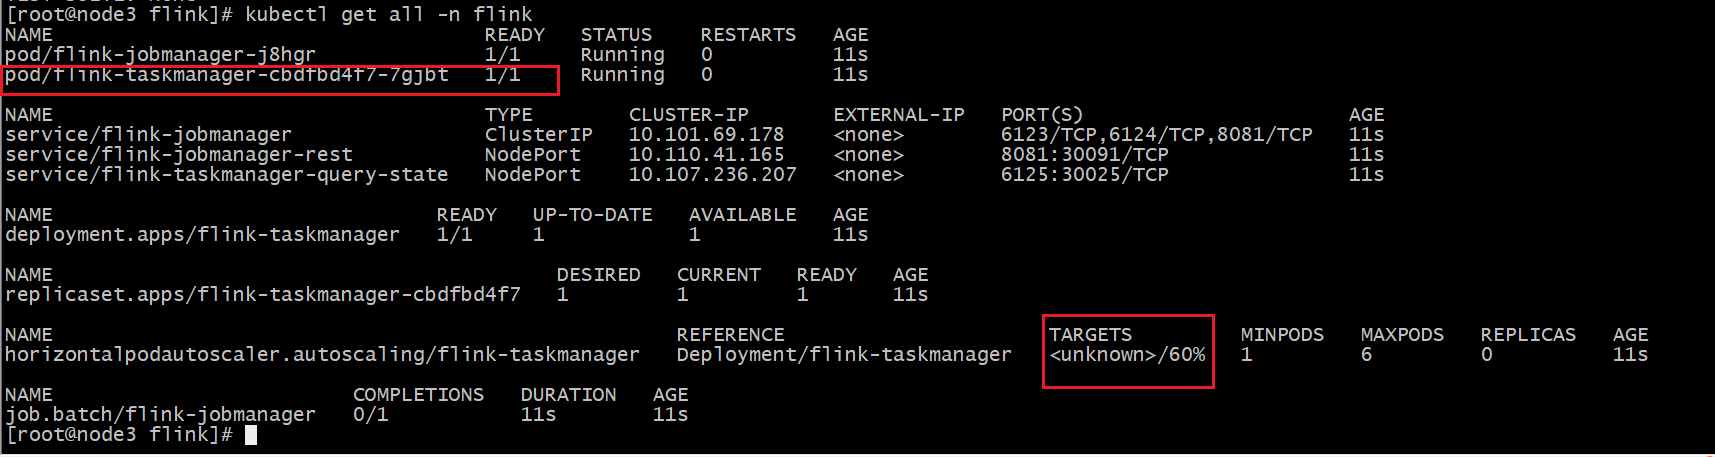 [root@node3 flink]# kubectl get all -n flink
NAME READY STATUS RESTARTS AGE
pod/flink-jobmanager-j8hgr 1/1 Running 0 11s
pod/flink-taskmanager-cbdfbd4f7-7gjbt 1/1 Running 0 11s
NAME TYPE CLUSTER-IP EXTERNAL-IP PORT(S) AGE
service/flink-jobmanager ClusterIP 10.101.69.178 <none> 6123/TCP,6124/TCP,8081/TCP 11s
service/flink-jobmanager-rest NodePort 10.110.41.165 <none> 8081:30091/TCP 11s
service/flink-taskmanager-query-state NodePort 10.107.236.207 <none> 6125:30025/TCP 11s
NAME READY UP-TO-DATE AVAILABLE AGE
deployment.apps/flink-taskmanager 1/1 1 1 11s
NAME DESIRED CURRENT READY AGE
replicaset.apps/flink-taskmanager-cbdfbd4f7 1 1 1 11s
NAME REFERENCE TARGETS MINPODS MAXPODS REPLICAS AGE
horizontalpodautoscaler.autoscaling/flink-taskmanager Deployment/flink-taskmanager <unknown>/60% 1 6 0 11s
NAME COMPLETIONS DURATION AGE
job.batch/flink-jobmanager 0/1 11s 11s
[root@node3 flink]#